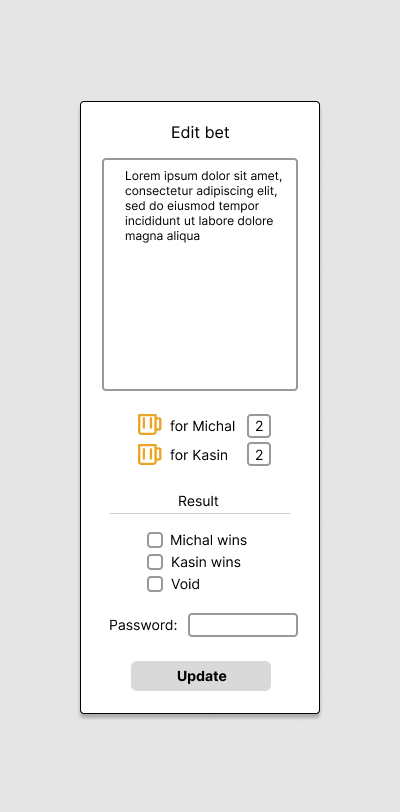 Edit bet
Lorem ipsum dolor sit amet,
consectetur adipiscing elit,
sed do eiusmod tempor
incididunt ut labore dolore
magna aliqua
for Michal 2
for Kasin 2
Result
Michal wins
Kasin wins
Void
Password:
Update